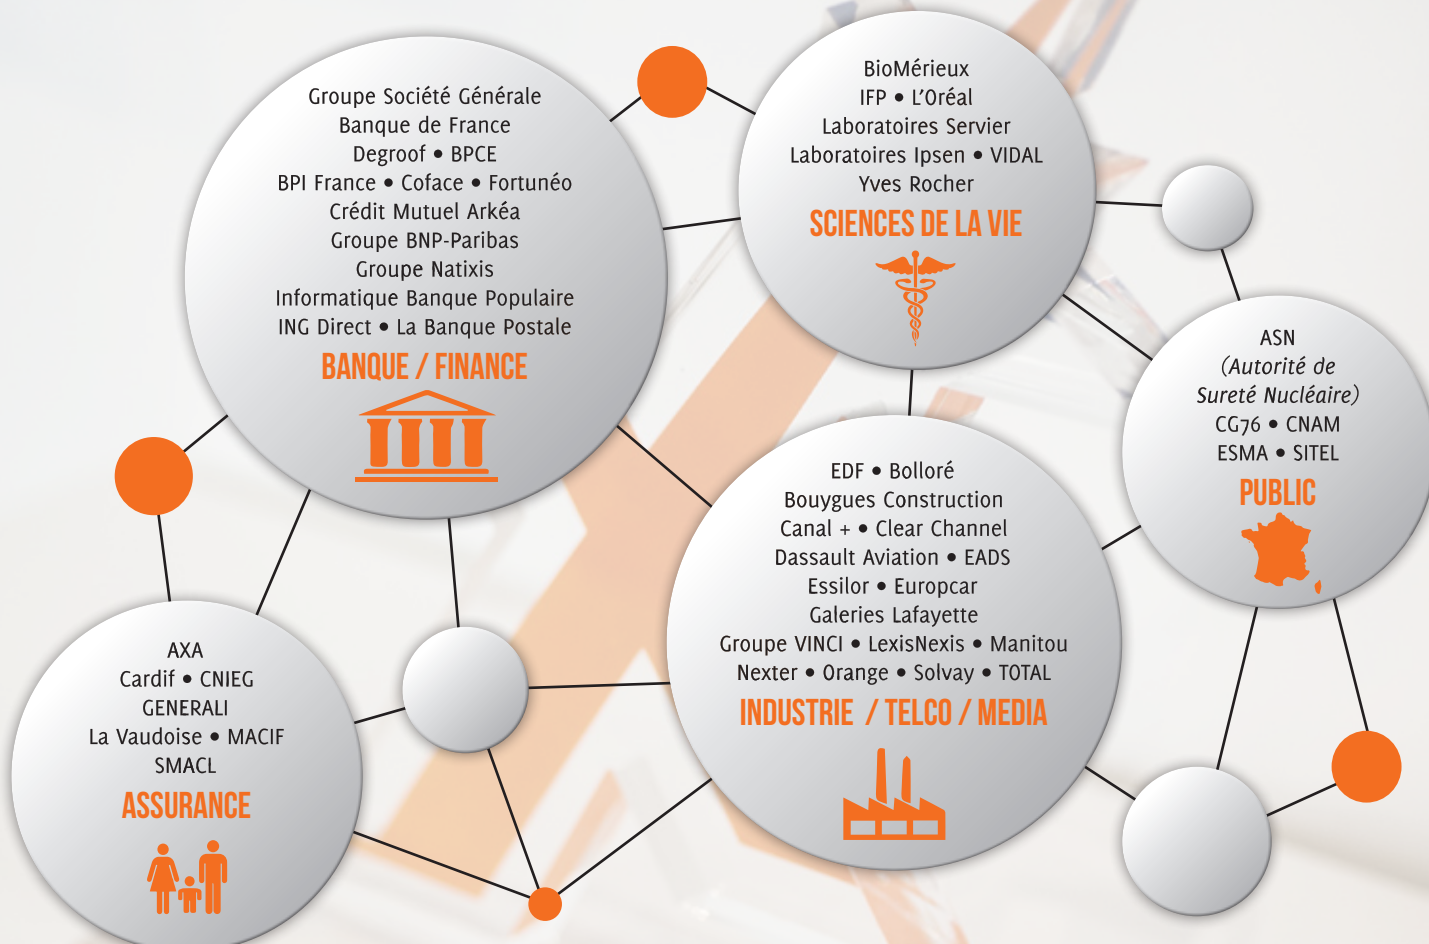 Groupe Société Générale
Banque de France
Degroof • BPCE
BPI France • Coface • Fortunéo
Crédit Mutuel Arkéa
Groupe BNP-Paribas
Groupe Natixis
Informatique Banque Populaire
ING Direct • La Banque Postale
BANQUE / FINANCE
BioMérieux
IFP • L'Oréal
Laboratoires Servier
Laboratoires Ipsen • VIDAL
Yves Rocher
SCIENCES DE LA VIE
ASN
(Autorité de
Sureté Nucléaire)
CG76 • CNAM
ESMA • SITEL
PUBLIC
EDF • Bolloré
Bouygues Construction
Canal + • Clear Channel
Dassault Aviation • EADS
Essilor • Europcar
Galeries Lafayette
Groupe VINCI • LexisNexis • Manitou
Nexter • Orange • Solvay • TOTAL
INDUSTRIE / TELCO / MEDIA
AXA
Cardif • CNIEG
GENERALI
La Vaudoise • MACIF
SMACL
ASSURANCE